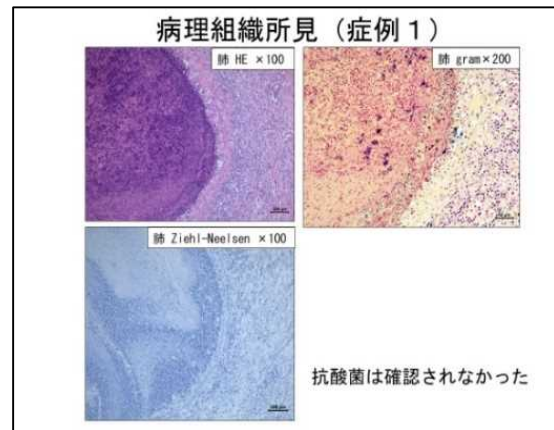 病理組織所見（症例１）
肺 HE ×100
肺 gram×200
肺 Ziehl-Neelsen ×100
抗酸菌は確認されなかった